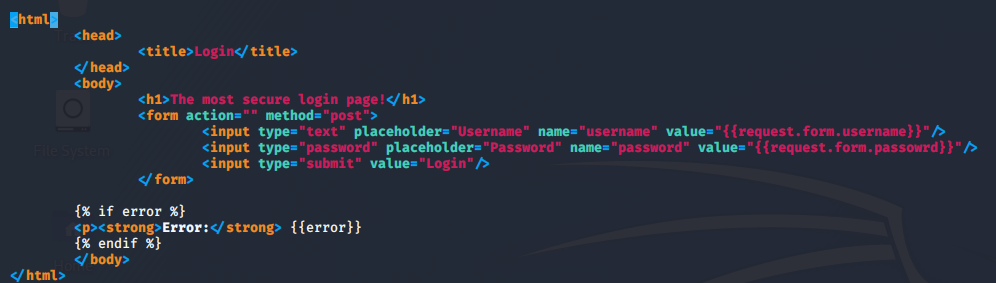 <html>
<head>
<title>Login</title>
</head>
<body>
<h1>The most secure login page!</h1>
<form action="" method="post">
<input type="text" placeholder="Username" name="username" value="{{request.form.username}}"/>
<input type="password" placeholder="Password" name="password" value="{{request.form.passowrd}}"/>
<input type="submit" value="Login"/>
</form>
{% if error %}
<p><strong>Error:</strong> {{error}}
{% endif %}
</body>
</html>
File System